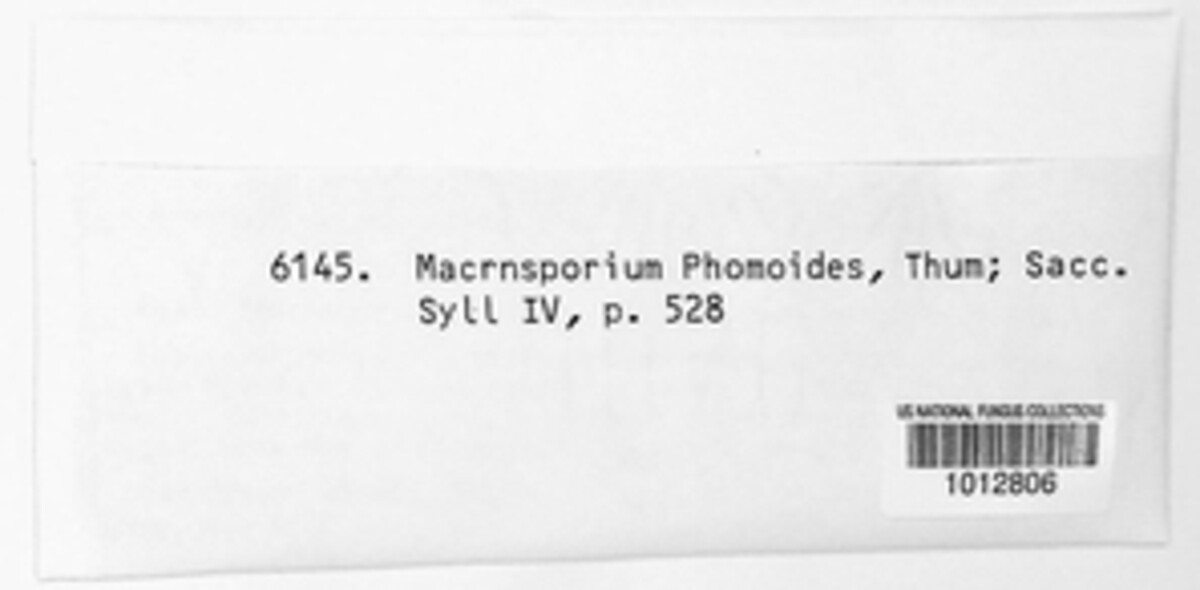 6145. Macrnsporium Phomoides, Thum; Sacc.
Syll IV, p. 528
US NATIONAL FUNGUS COLLECTIONS
1012806